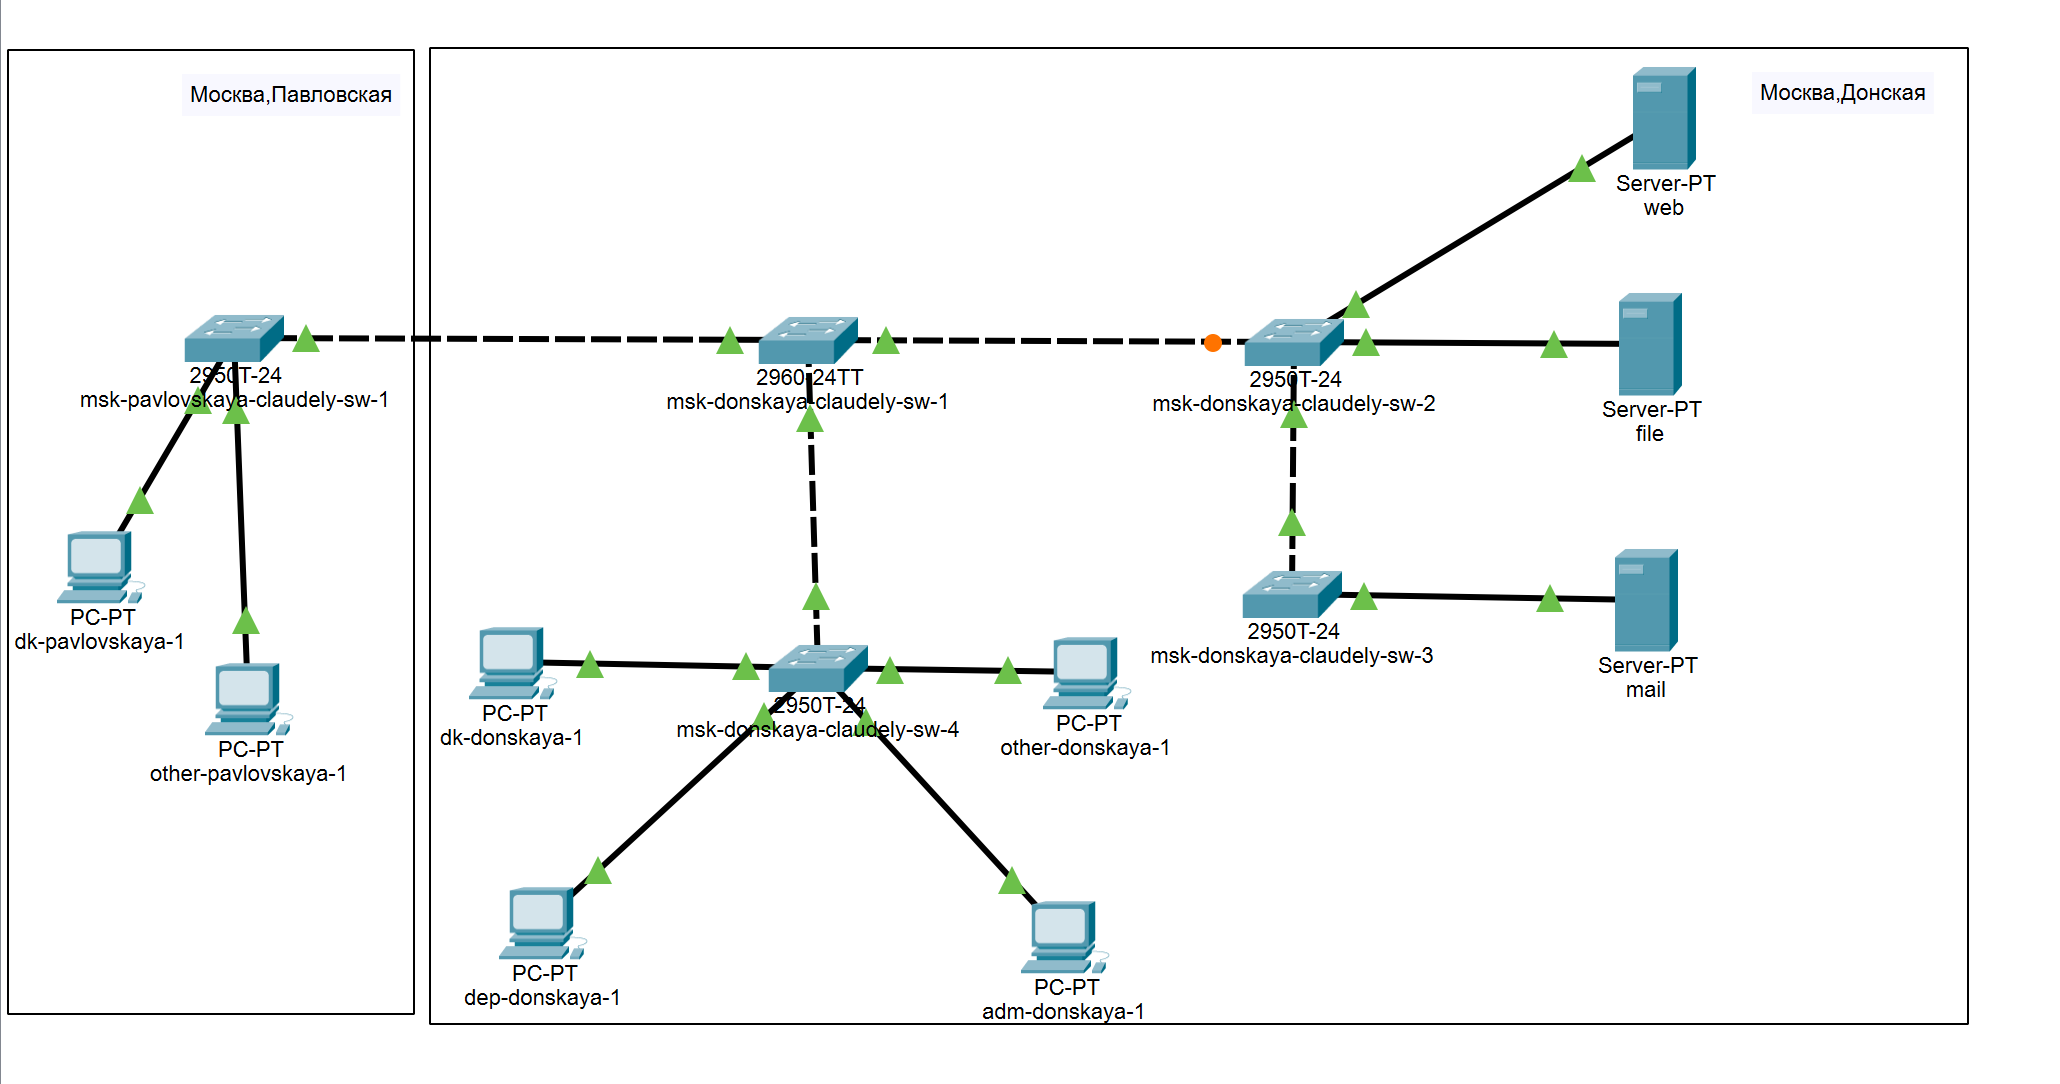 Москва,Павловская
Москва,Донская
Server-PT
web
2950T-24
msk-pavlovskaya-claudely-sw-1
2960-24TT
msk-donskaya-claudely-sw-1
2950T-24
msk-donskaya-claudely-sw-2
Server-PT
file
PC-PT
dk-pavlovskaya-1
2950T-24
msk-donskaya-claudely-sw-3
Server-PT
mail
PC-PT
other-pavlovskaya-1
PC-PT
dk-donskaya-1
2950T-24
msk-donskaya-claudely-sw-4
PC-PT
other-donskaya-1
PC-PT
dep-donskaya-1
PC-PT
adm-donskaya-1